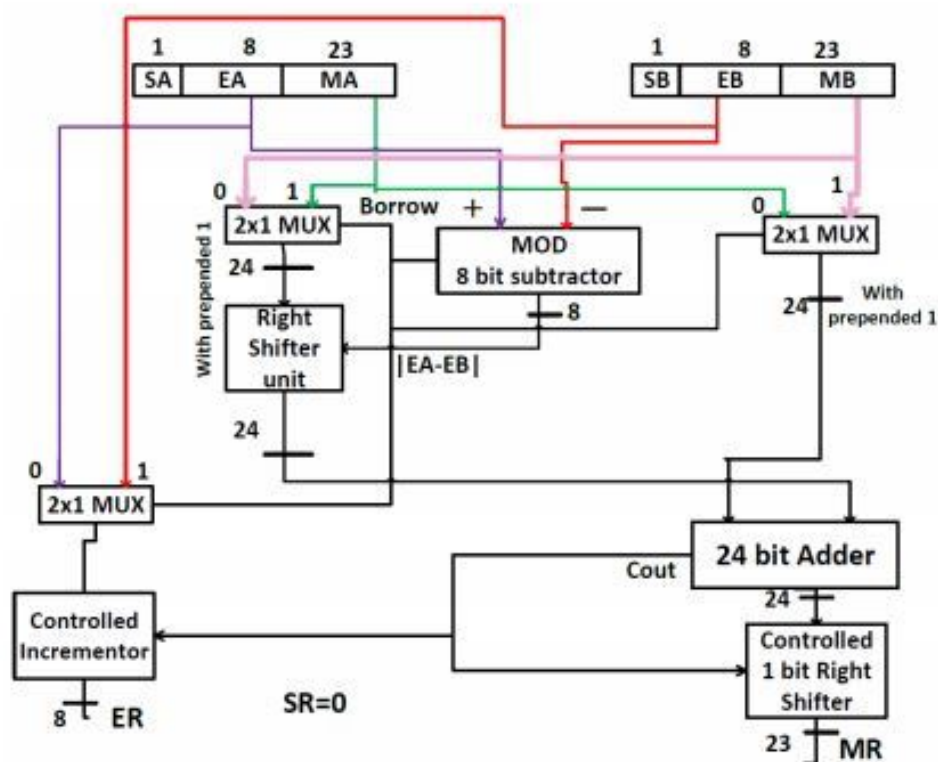 1 8 23
SA EA MA
1 8 23
SB EB MB
0 1
2x1 MUX
Borrow + −
MOD
8 bit subtractor
0 1
2x1 MUX
With prepended 1
24
8
24
With
prepended 1
Right
Shifter
unit
|EA-EB|
24
0 1
2x1 MUX
24 bit Adder
Cout
24
Controlled
Incrementor
Controlled
1 bit Right
Shifter
SR=0
8 ER
23 MR